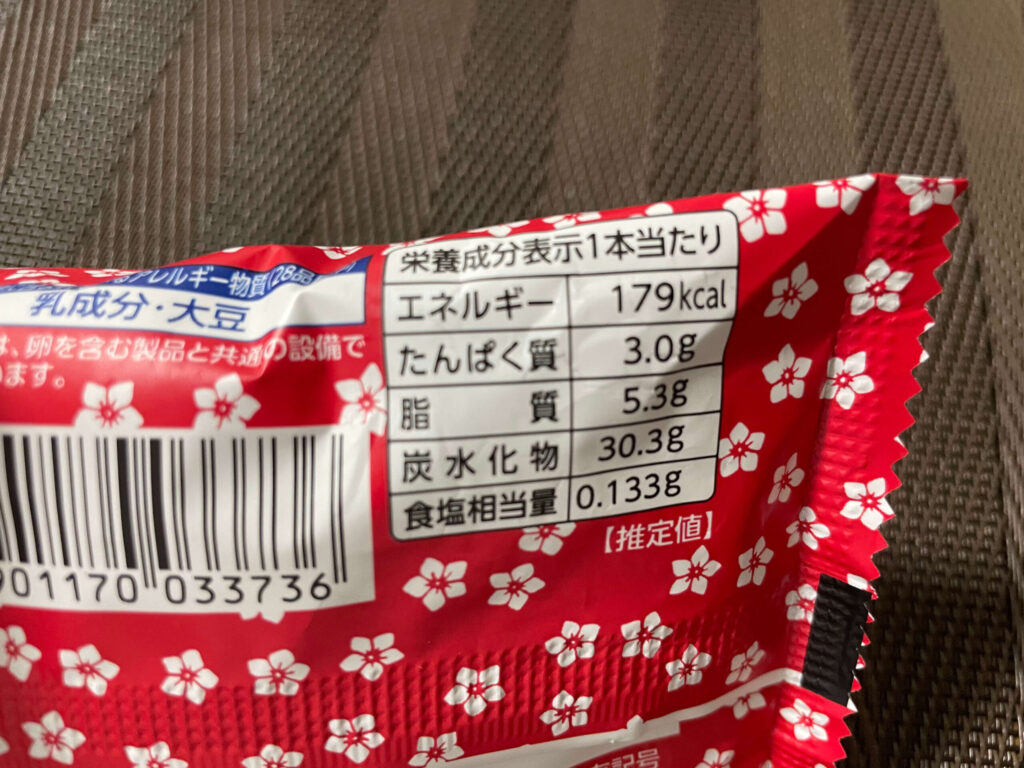 アレルギー物質(28品
乳成分・大豆
は、卵を含む製品と共通の設備で
ます。
901170 033736
栄養成分表示1本当たり
エネルギー 179kcal
たんぱく質 3.0g
脂質 5.3g
炭水化物 30.3g
食塩相当量 0.133g
【推定値】
記号